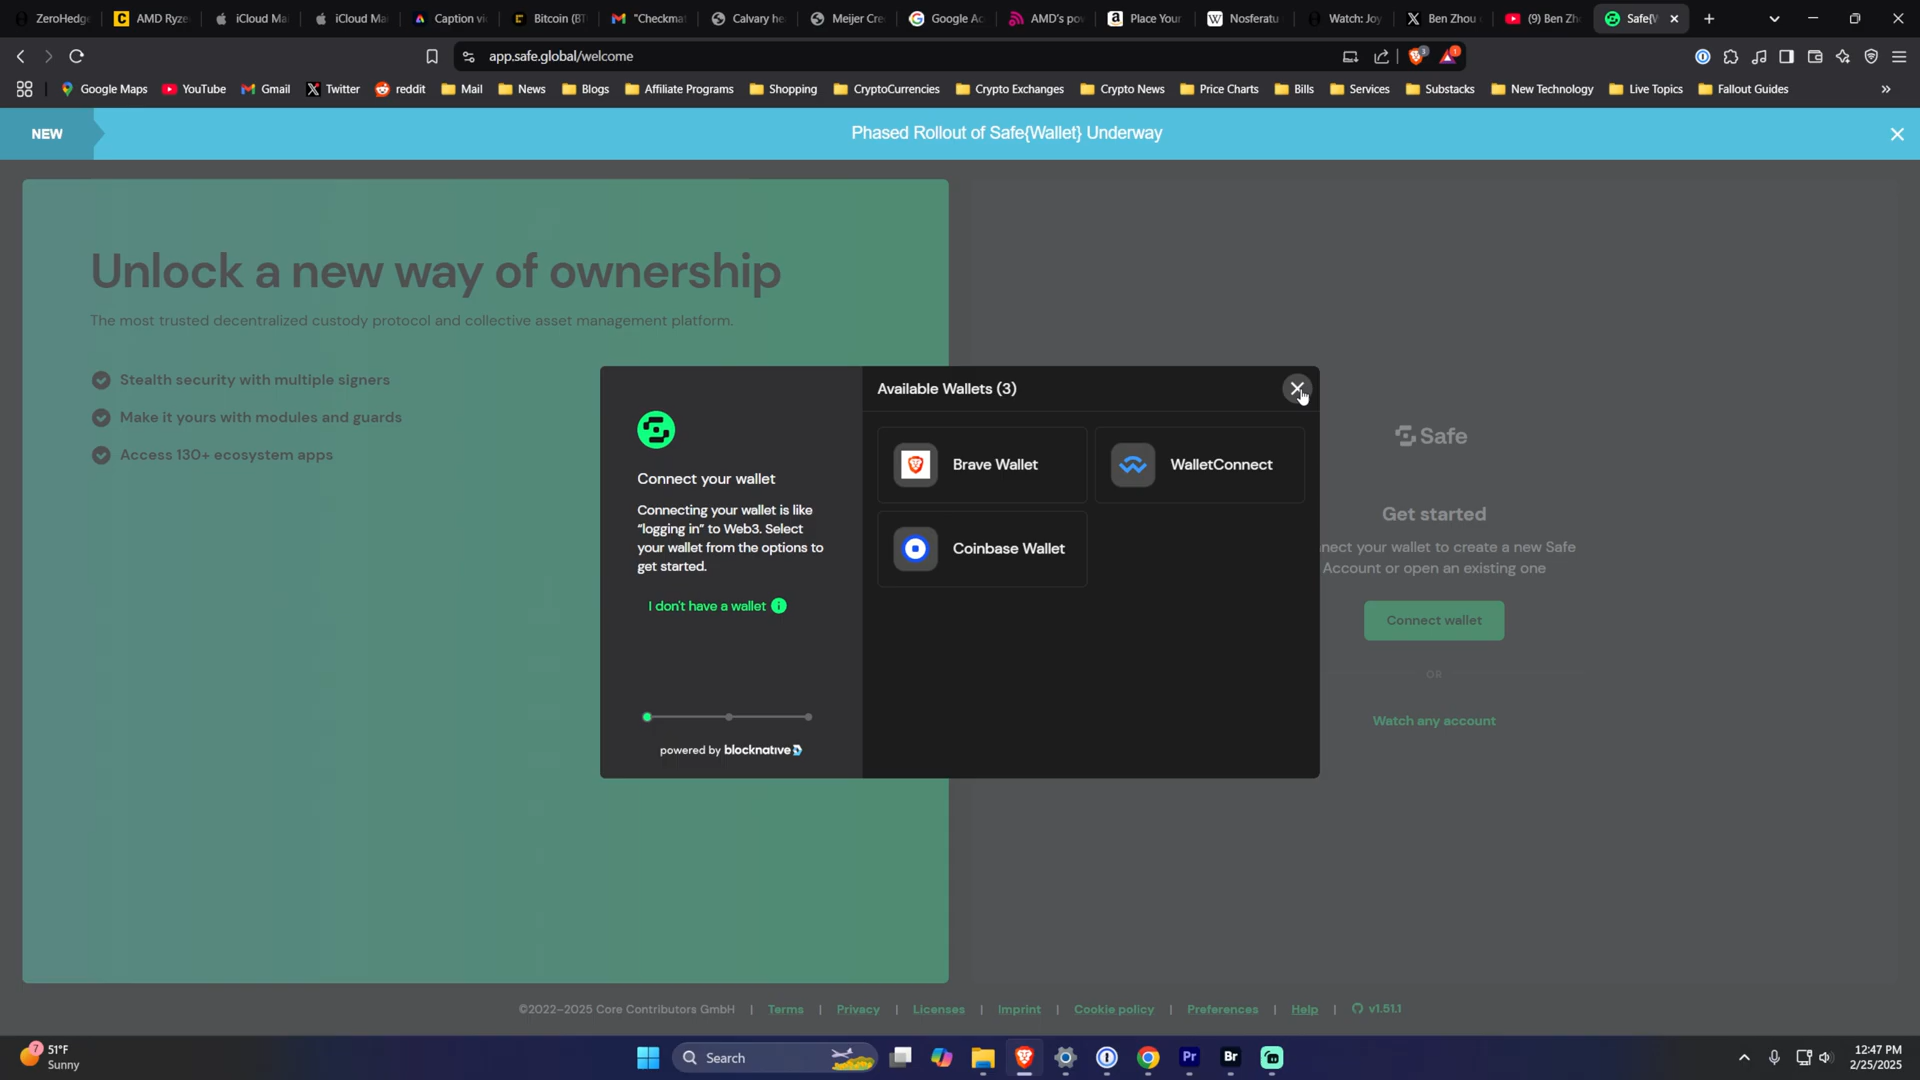 ZeroHedge
AMD Ryze
iCloud Ma
iCloud Ma
Caption vi
Bitcoin (BT
"Checkmat
Calvary he
Meijer Cre
Google Ac
AMD's pow
Place Your
Nosferatu
Watch: Joy
Ben Zhou
(9) Ben Zh
Safe{W
app.safe.global/welcome
3
1
Google Maps
YouTube
Gmail
Twitter
reddit
Mail
News
Blogs
Affiliate Programs
Shopping
CryptoCurrencies
Crypto Exchanges
Crypto News
Price Charts
Bills
Services
Substacks
New Technology
Live Topics
Fallout Guides
NEW
Phased Rollout of Safe{Wallet} Underway
Unlock a new way of ownership
The most trusted decentralized custody protocol and collective asset management platform.
Stealth security with multiple signers
Make it yours with modules and guards
Access 130+ ecosystem apps
Connect your wallet
Connecting your wallet is like
“logging in” to Web3. Select
your wallet from the options to
get started.
I don't have a wallet
powered by blocknative
Available Wallets (3)
Brave Wallet
WalletConnect
Coinbase Wallet
Safe
Get started
nect your wallet to create a new Safe
Account or open an existing one
Connect wallet
OR
Watch any account
©2022–2025 Core Contributors GmbH | Terms | Privacy | Licenses | Imprint | Cookie policy | Preferences | Help | v1.51.1
7
51°F
Sunny
Search
Pr
Br
12:47 PM
2/25/2025